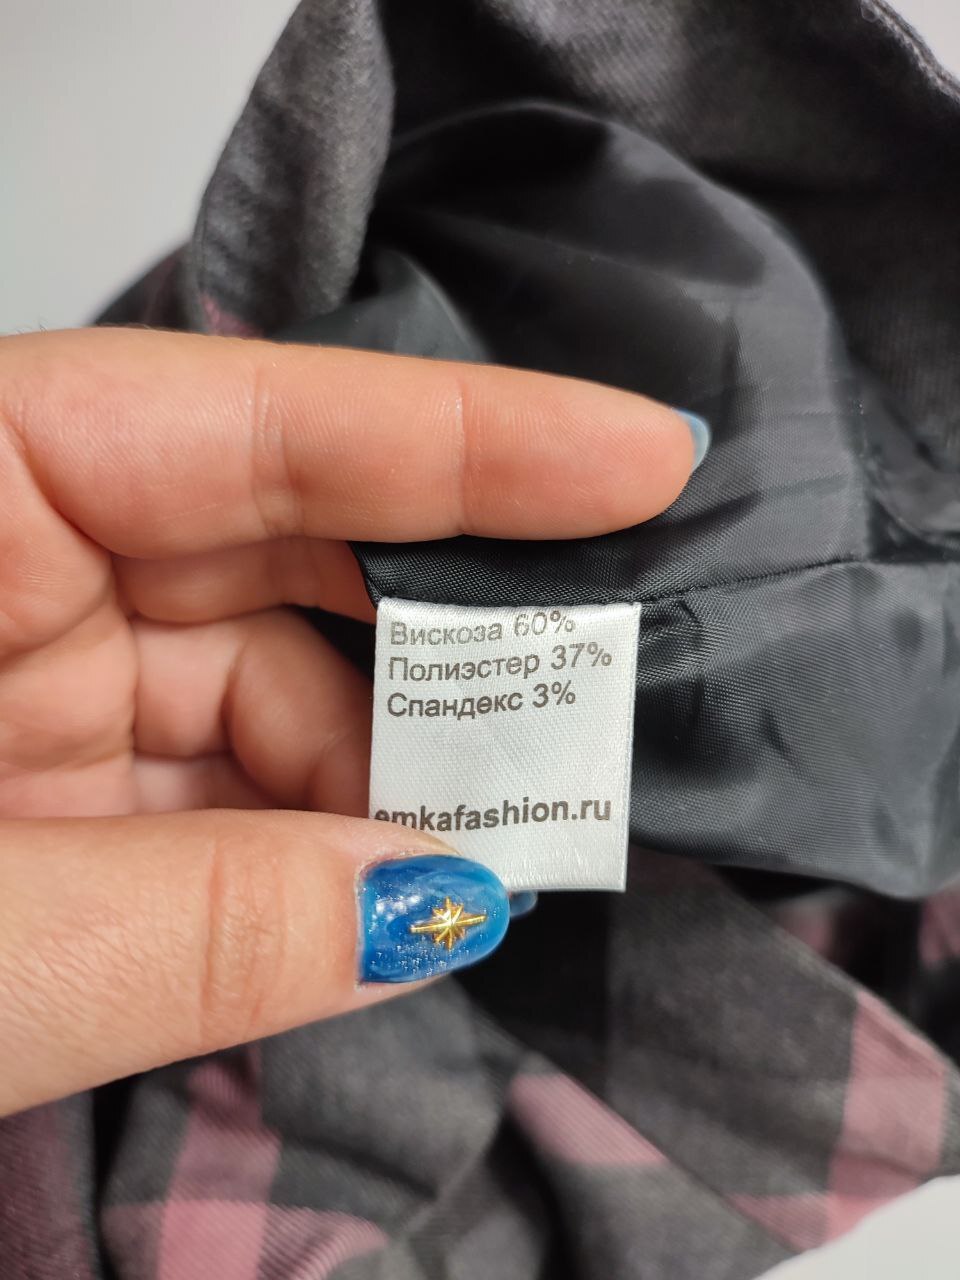 Вискоза 60%
Полиэстер 37%
Спандекс 3%
emkafashion.ru